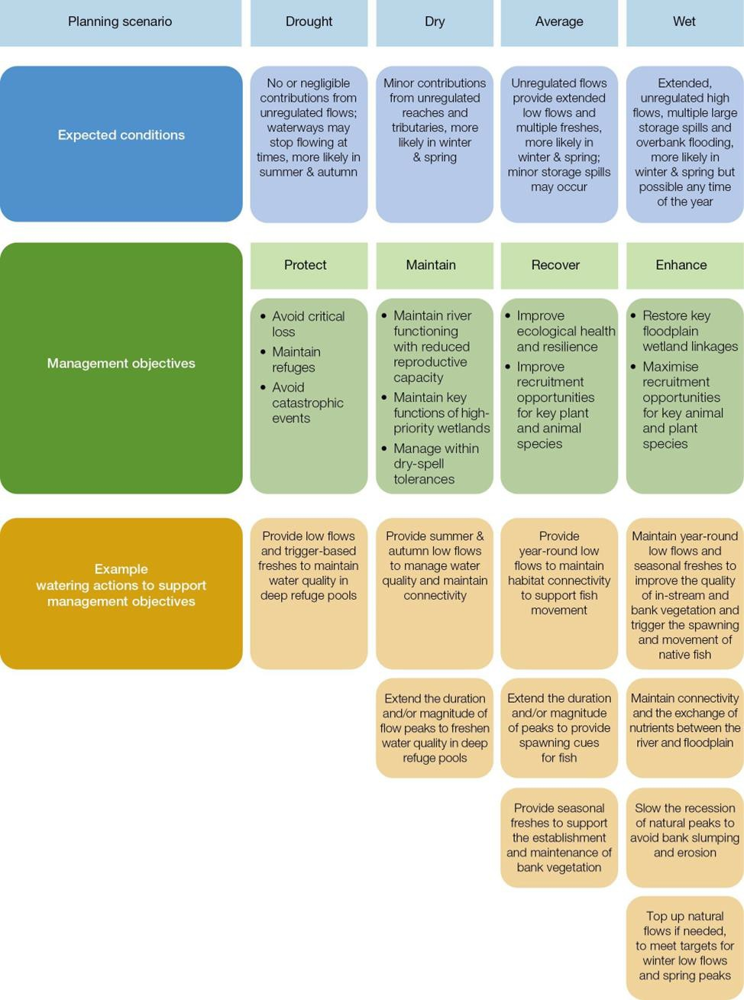 Planning scenario
Drought
Dry
Average
Wet
Expected conditions
No or negligible
contributions from
unregulated flows;
waterways may
stop flowing at
times, more likely in
summer & autumn
Minor contributions
from unregulated
reaches and
tributaries, more
likely in winter
& spring
Unregulated flows
provide extended
low flows and
multiple freshes,
more likely in
winter & spring;
minor storage spills
may occur
Extended,
unregulated high
flows, multiple large
storage spills and
overbank flooding,
more likely in
winter & spring but
possible any time
of the year
Management objectives
Protect
Maintain
Recover
Enhance
• Avoid critical
loss
• Maintain
refuges
• Avoid
catastrophic
events
• Maintain river
functioning
with reduced
reproductive
capacity
• Maintain key
functions of high-
priority wetlands
• Manage within
dry-spell
tolerances
• Improve
ecological health
and resilience
• Improve
recruitment
opportunities
for key plant
and animal
species
• Restore key
floodplain
wetland linkages
• Maximise
recruitment
opportunities
for key animal
and plant
species
Example
watering actions to support
management objectives
Provide low flows
and trigger-based
freshes to maintain
water quality in
deep refuge pools
Provide summer &
autumn low flows
to manage water
quality and maintain
connectivity
Provide
year-round low
flows to maintain
habitat connectivity
to support fish
movement
Maintain year-round
low flows and
seasonal freshes to
improve the quality
of in-stream and
bank vegetation and
trigger the spawning
and movement of
native fish
Extend the duration
and/or magnitude of
flow peaks to freshen
water quality in deep
refuge pools
Extend the duration
and/or magnitude
of peaks to provide
spawning cues
for fish
Maintain connectivity
and the exchange of
nutrients between the
river and floodplain
Provide seasonal
freshes to support
the establishment
and maintenance of
bank vegetation
Slow the recession
of natural peaks to
avoid bank slumping
and erosion
Top up natural
flows if needed,
to meet targets for
winter low flows
and spring peaks